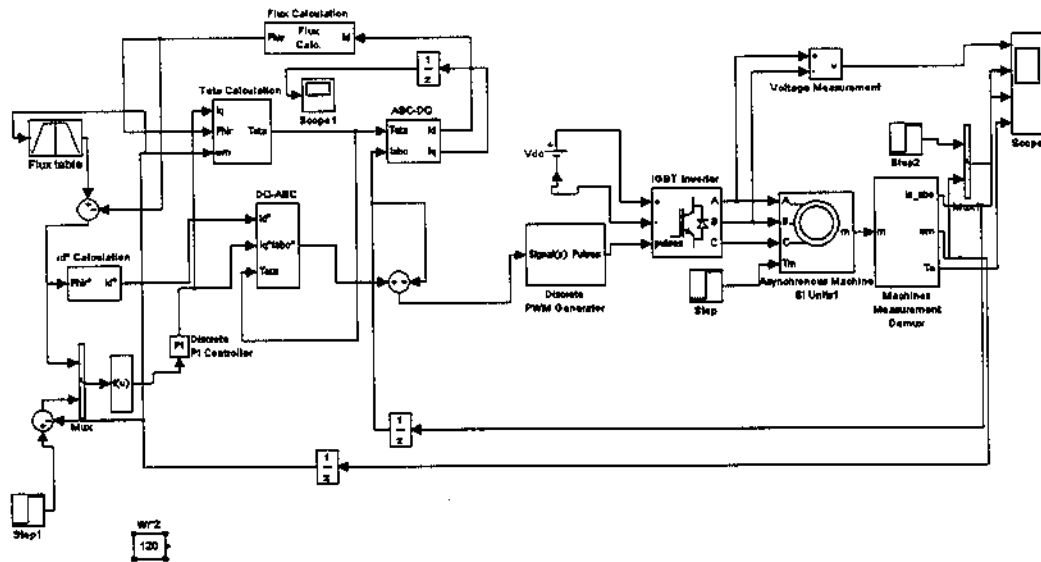 Flux Calculation
Phir
Flux
Calc.
Id
1
z
Teta Calculation
Iq
Phir
wm
Teta
Scope1
ABC-DQ
Teta
Iabc
Id
Iq
Voltage Measurement
+
-
v
Scope
Flux table
Vdc
Step2
Mux1
DQ-ABC
Id*
Iq*Iabc*
Teta
IGBT Inverter
+
-
pulses
A
B
C
A
B
C
Tm
m
m
is_abc
wm
Te
id* Calculation
Phir*
Id*
Signal(s) Pulses
Discrete
PWM Generator
Step
Asynchronous Machine
SI Units1
Machines
Measurement
Demux
PI
Discrete
PI Controller
f(u)
Mux
1
z
1
z
Step1
Wr*2
120